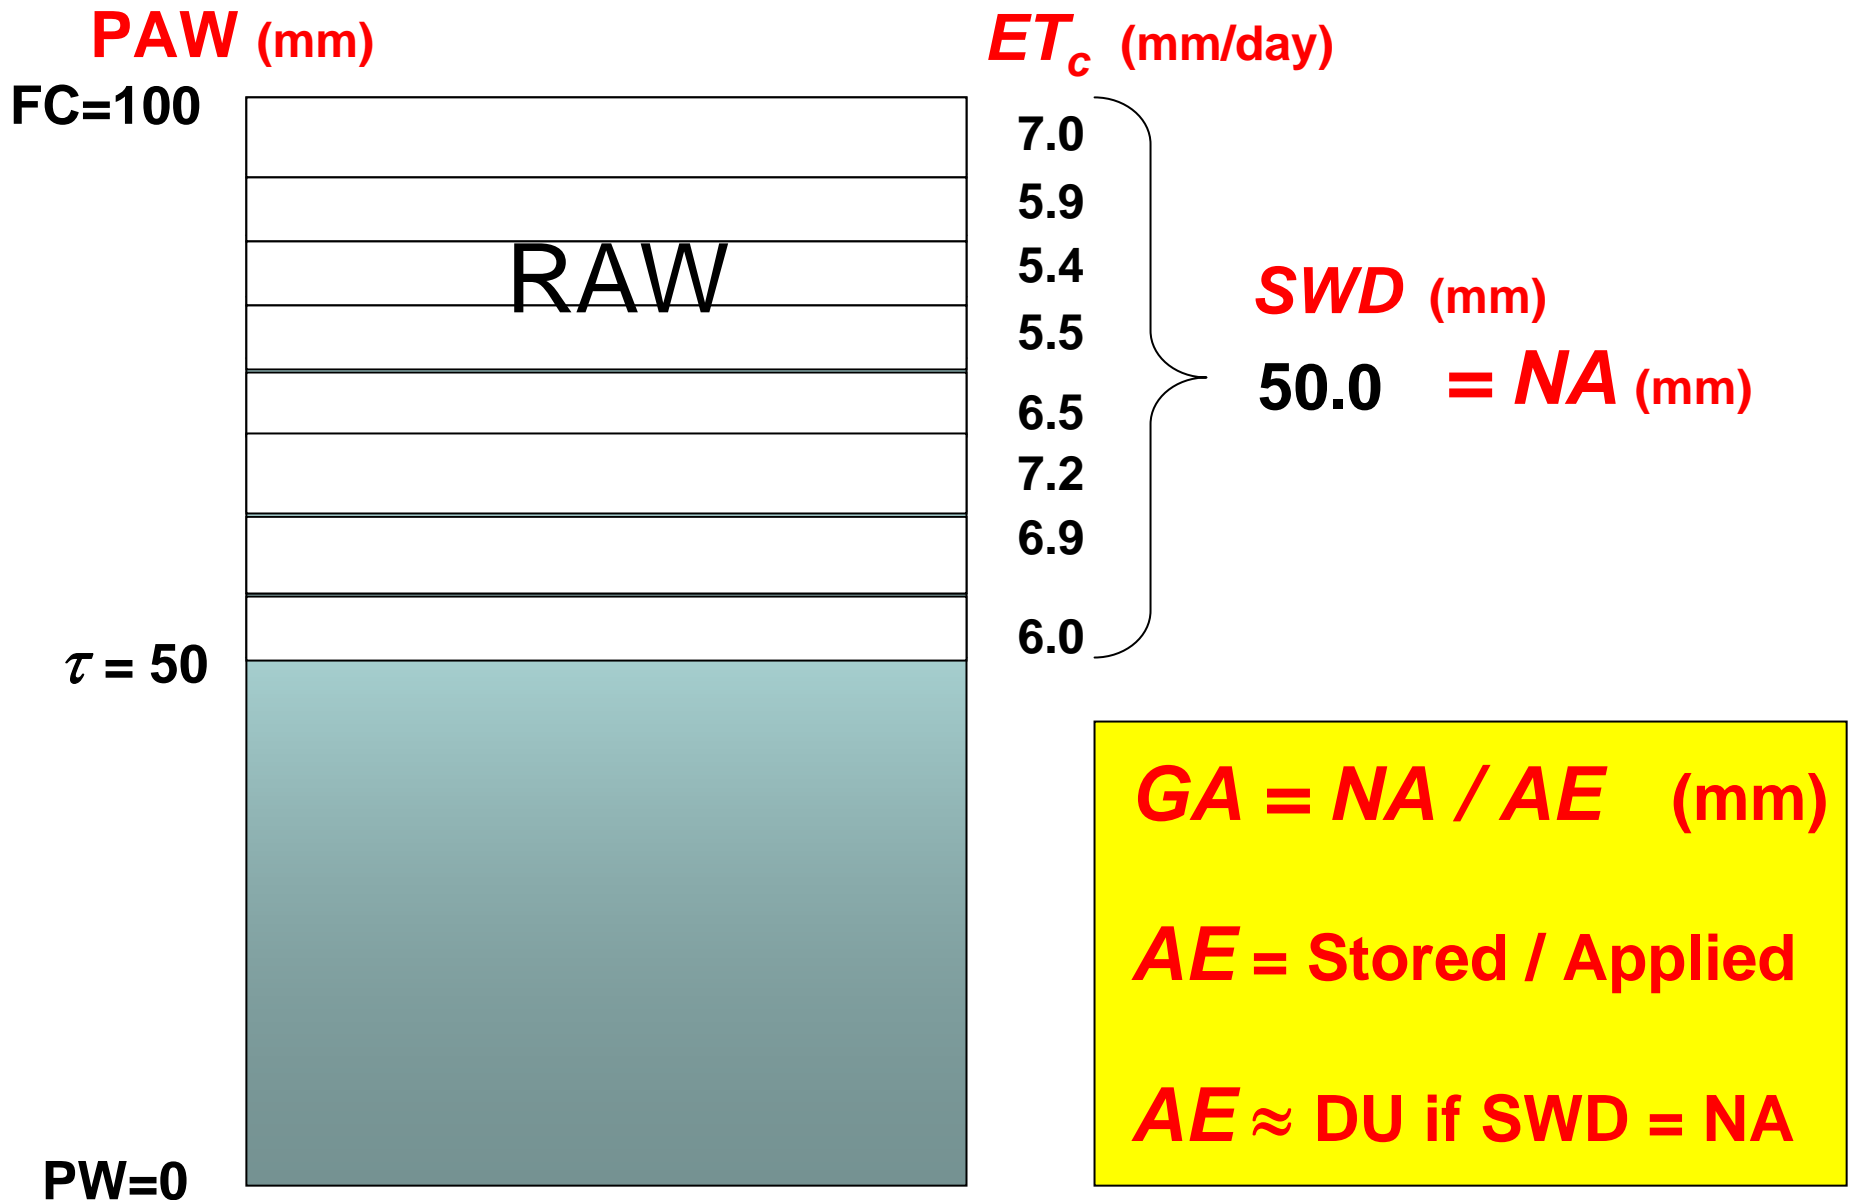 PAW (mm)
ETc (mm/day)
FC=100
7.0
5.9
RAW
5.4
5.5
6.5
7.2
6.9
6.0
SWD (mm)
50.0 = NA (mm)
τ = 50
GA = NA / AE (mm)
AE = Stored / Applied
AE ≈ DU if SWD = NA
PW=0